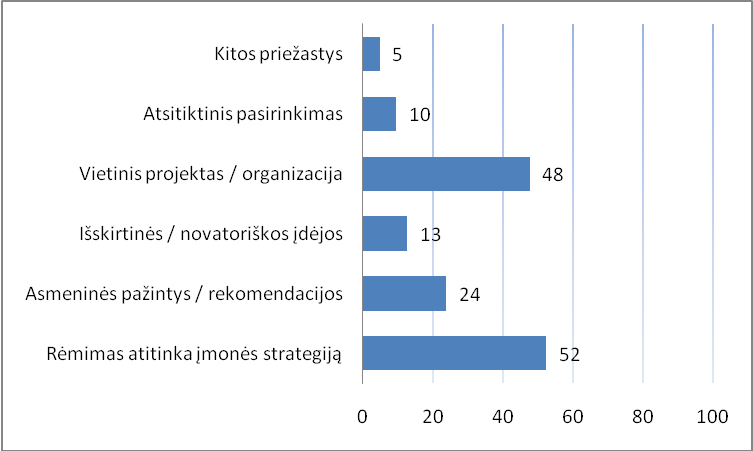 Kitos priežastys 5
Atsitiktinis pasirinkimas 10
Vietinis projektas / organizacija 48
Išskirtinės / novatoriškos įdėjos 13
Asmeninės pažintys / rekomendacijos 24
Rėmimas atitinka įmonės strategiją 52
0 20 40 60 80 100